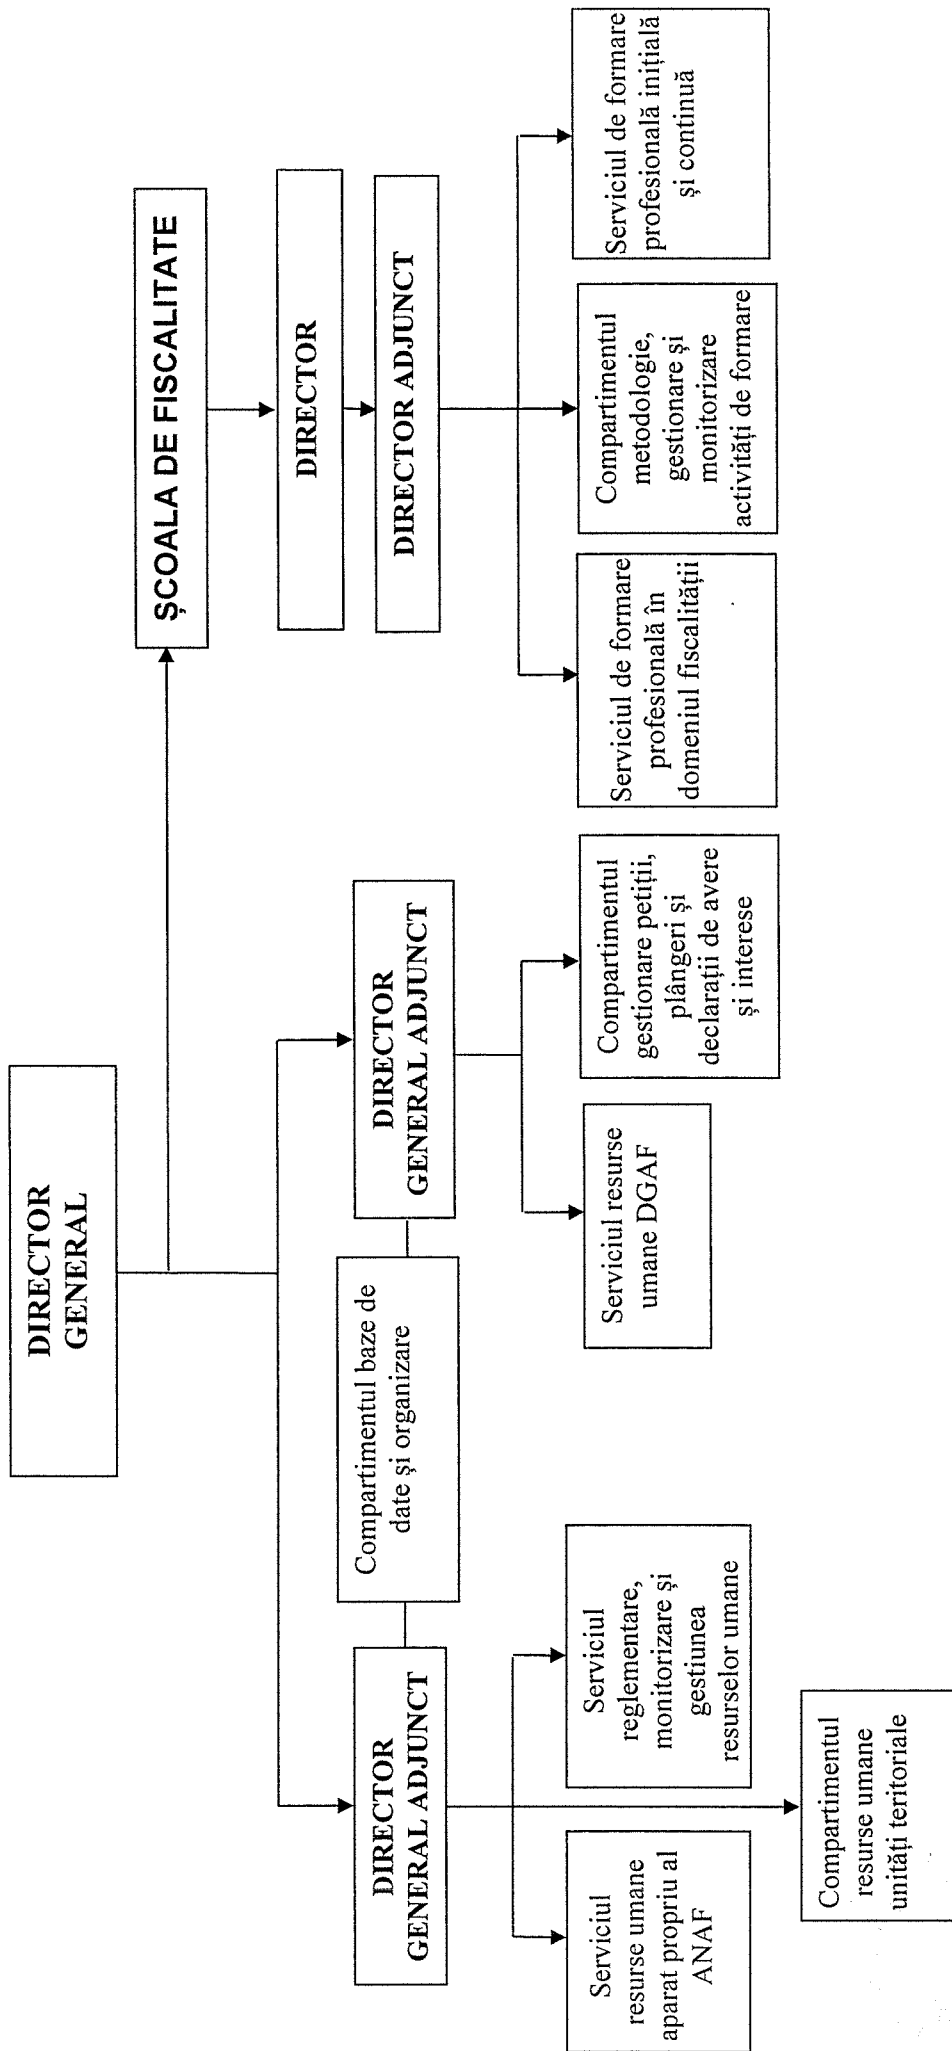 DIRECTOR
GENERAL
ȘCOALA DE FISCALITATE
DIRECTOR
DIRECTOR ADJUNCT
DIRECTOR
GENERAL ADJUNCT
Compartimentul baze de
date și organizare
DIRECTOR
GENERAL ADJUNCT
Serviciul
resurse umane
aparat propriu al
ANAF
Serviciul
reglementare,
monitorizare și
gestiunea
resurselor umane
Compartimentul
resurse umane
unități teritoriale
Serviciul resurse
umane DGAF
Compartimentul
gestionare petiții,
plângeri și
declarații de avere
și interese
Serviciul de formare
profesională în
domeniul fiscalității
Compartimentul
metodologie,
gestionare și
monitorizare
activități de formare
Serviciul de formare
profesională inițială
și continuă